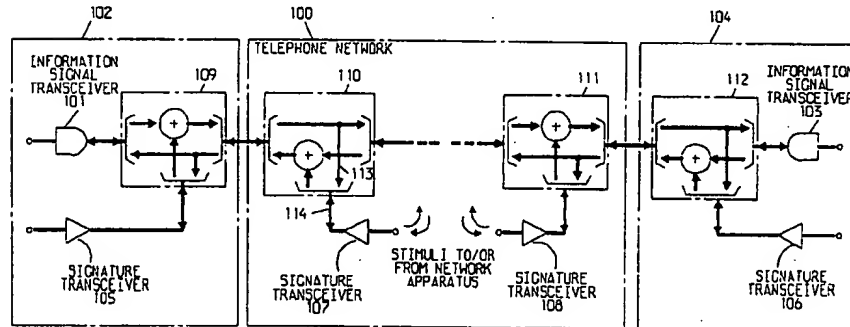 102
100
104
TELEPHONE NETWORK
INFORMATION
SIGNAL
TRANSCEIVER
101
109
110
111
112
INFORMATION
SIGNAL
TRANSCEIVER
103
113
114
SIGNATURE
TRANSCEIVER
105
SIGNATURE
TRANSCEIVER
107
STIMULI TO/OR
FROM NETWORK
APPARATUS
SIGNATURE
TRANSCEIVER
108
SIGNATURE
TRANSCEIVER
106